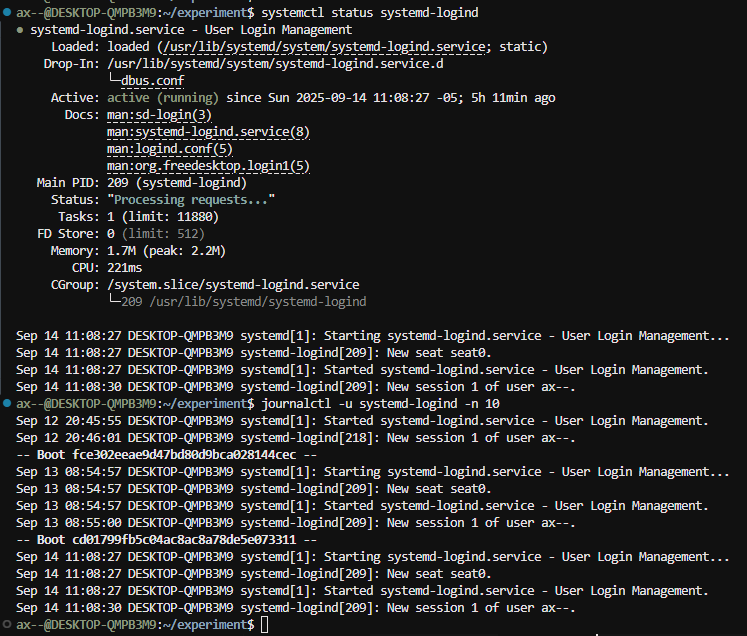 ax--@DESKTOP-QMPB3M9:~/experiment$ systemctl status systemd-logind
● systemd-logind.service - User Login Management
     Loaded: loaded (/usr/lib/systemd/system/systemd-logind.service; static)
    Drop-In: /usr/lib/systemd/system/systemd-logind.service.d
             └─dbus.conf
     Active: active (running) since Sun 2025-09-14 11:08:27 -05; 5h 11min ago
       Docs: man:sd-login(3)
             man:systemd-logind.service(8)
             man:logind.conf(5)
             man:org.freedesktop.login1(5)
   Main PID: 209 (systemd-logind)
     Status: "Processing requests..."
      Tasks: 1 (limit: 11880)
   FD Store: 0 (limit: 512)
     Memory: 1.7M (peak: 2.2M)
        CPU: 221ms
     CGroup: /system.slice/systemd-logind.service
             └─209 /usr/lib/systemd/systemd-logind
Sep 14 11:08:27 DESKTOP-QMPB3M9 systemd[1]: Starting systemd-logind.service - User Login Management...
Sep 14 11:08:27 DESKTOP-QMPB3M9 systemd-logind[209]: New seat seat0.
Sep 14 11:08:27 DESKTOP-QMPB3M9 systemd[1]: Started systemd-logind.service - User Login Management.
Sep 14 11:08:30 DESKTOP-QMPB3M9 systemd-logind[209]: New session 1 of user ax--.
ax--@DESKTOP-QMPB3M9:~/experiment$ journalctl -u systemd-logind -n 10
Sep 12 20:45:55 DESKTOP-QMPB3M9 systemd[1]: Started systemd-logind.service - User Login Management.
Sep 12 20:46:01 DESKTOP-QMPB3M9 systemd-logind[218]: New session 1 of user ax--.
-- Boot fce302eeae9d47bd80d9bca028144cec --
Sep 13 08:54:57 DESKTOP-QMPB3M9 systemd[1]: Starting systemd-logind.service - User Login Management...
Sep 13 08:54:57 DESKTOP-QMPB3M9 systemd-logind[209]: New seat seat0.
Sep 13 08:54:57 DESKTOP-QMPB3M9 systemd[1]: Started systemd-logind.service - User Login Management.
Sep 13 08:55:00 DESKTOP-QMPB3M9 systemd-logind[209]: New session 1 of user ax--.
-- Boot cd01799fb5c04ac8ac8a78de5e073311 --
Sep 14 11:08:27 DESKTOP-QMPB3M9 systemd[1]: Starting systemd-logind.service - User Login Management...
Sep 14 11:08:27 DESKTOP-QMPB3M9 systemd-logind[209]: New seat seat0.
Sep 14 11:08:27 DESKTOP-QMPB3M9 systemd[1]: Started systemd-logind.service - User Login Management.
Sep 14 11:08:30 DESKTOP-QMPB3M9 systemd-logind[209]: New session 1 of user ax--.
ax--@DESKTOP-QMPB3M9:~/experiment$